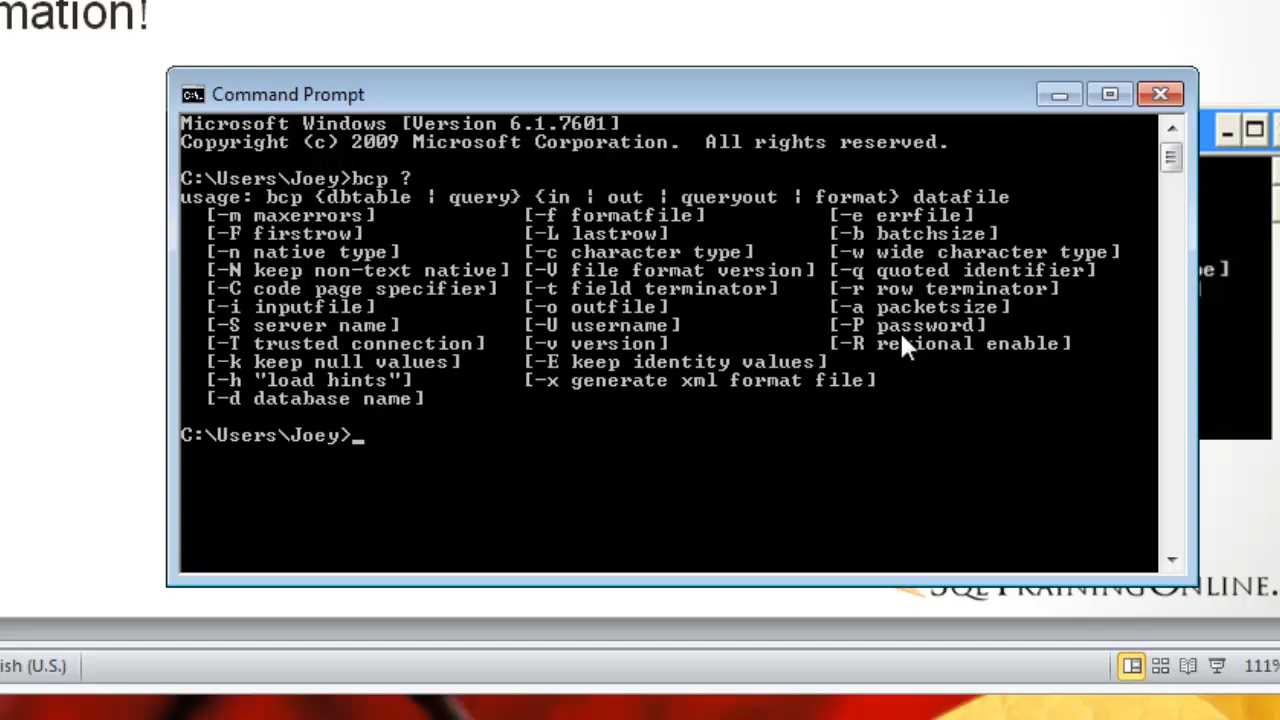 mation!
Command Prompt
Microsoft Windows [Version 6.1.7601]
Copyright (c) 2009 Microsoft Corporation.  All rights reserved.
C:\Users\Joey>bcp ?
usage: bcp {dbtable | query} {in | out | queryout | format} datafile
[-m maxerrors] [-f formatfile] [-e errfile]
[-F firstrow] [-L lastrow] [-b batchsize]
[-n native type] [-c character type] [-w wide character type]
[-N keep non-text native] [-V file format version] [-q quoted identifier]
[-C code page specifier] [-t field terminator] [-r row terminator]
[-i inputfile] [-o outfile] [-a packetsize]
[-S server name] [-U username] [-P password]
[-T trusted connection] [-v version] [-R regional enable]
[-k keep null values] [-E keep identity values]
[-h "load hints"] [-x generate xml format file]
[-d database name]
C:\Users\Joey>_
pe]
SQLTRAININGONLINE.
ish (U.S.)
111%